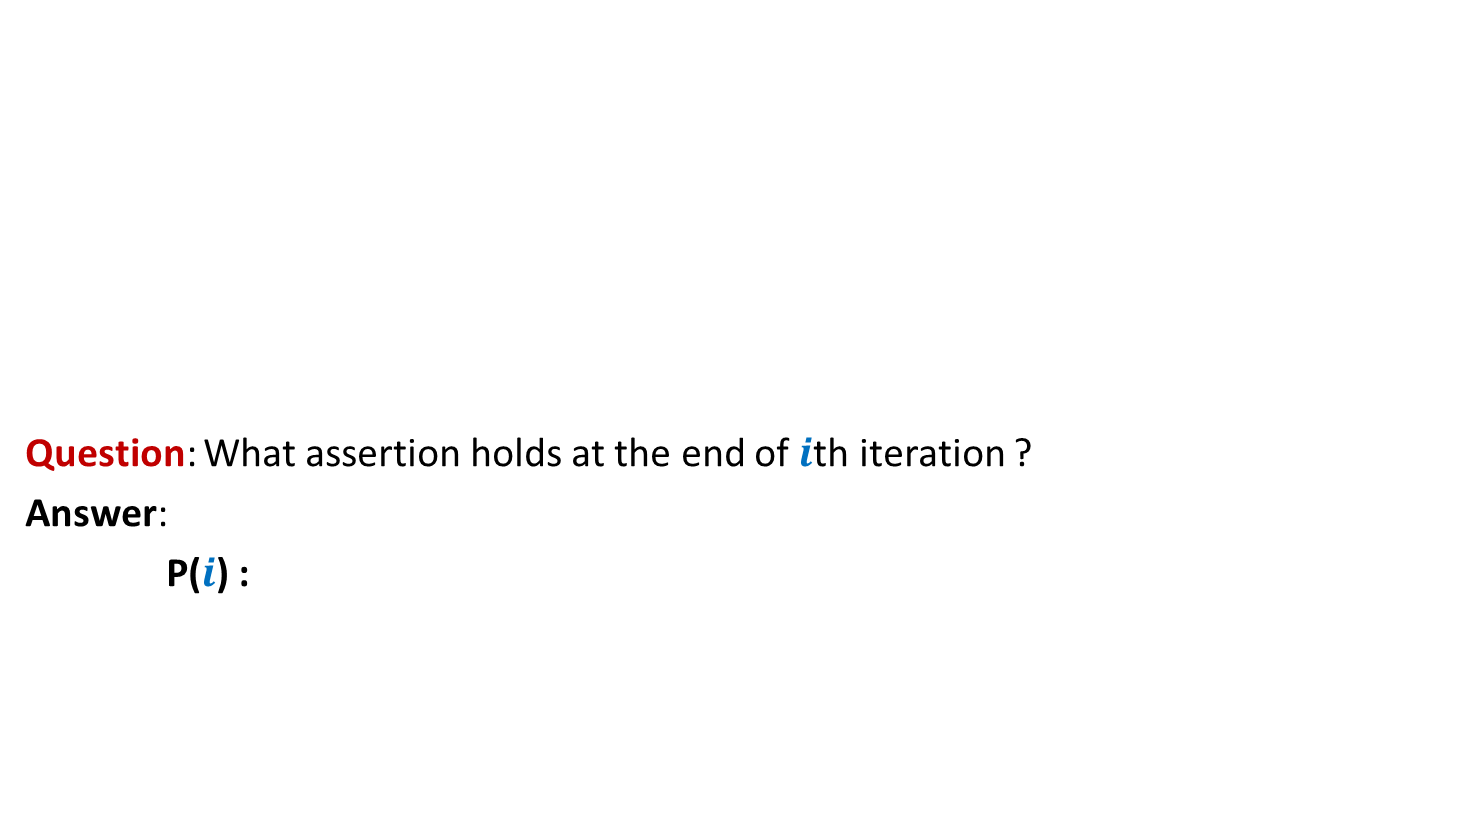 Question: What assertion holds at the end of ith iteration ?
Answer:
P(i) :